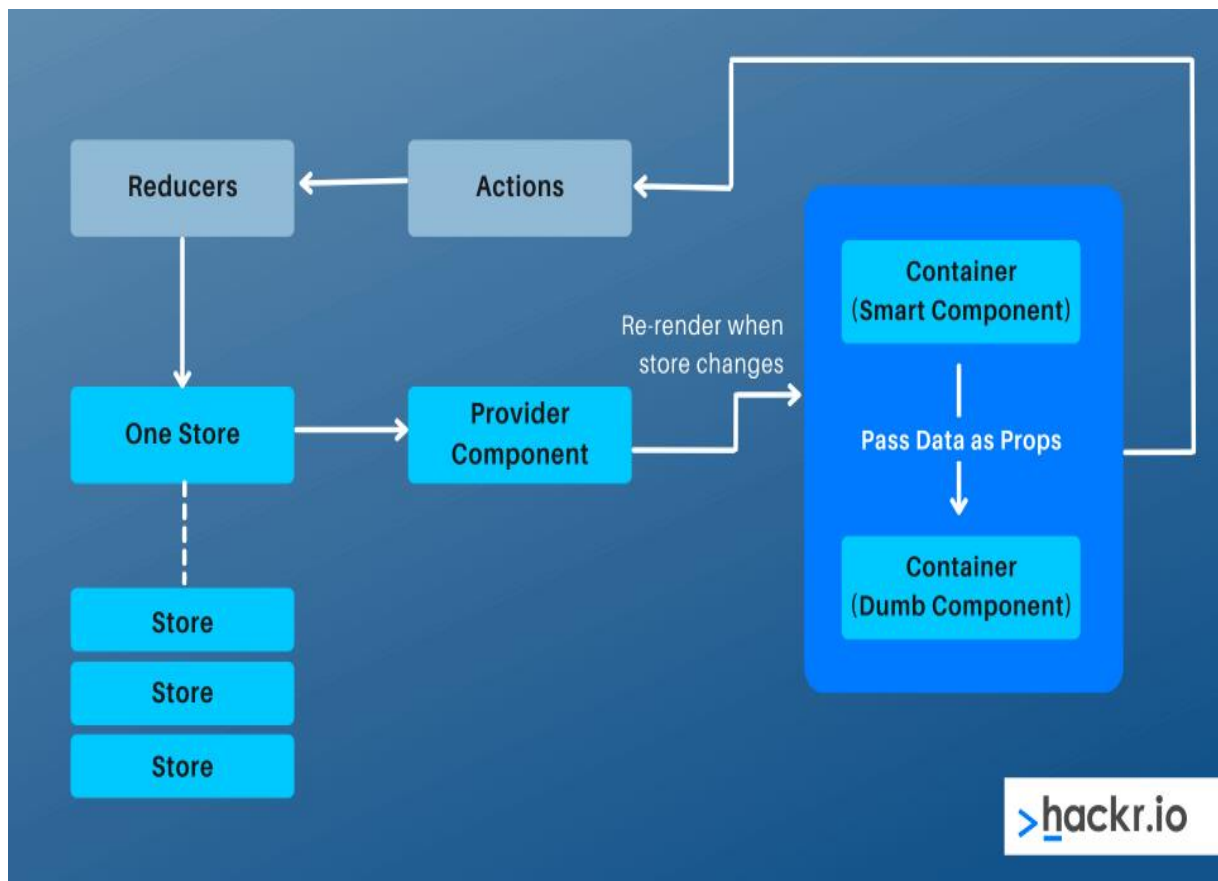 Reducers
Actions
Container
(Smart Component)
Re-render when
store changes
One Store
Provider
Component
Pass Data as Props
Container
(Dumb Component)
Store
Store
Store
>hackr.io